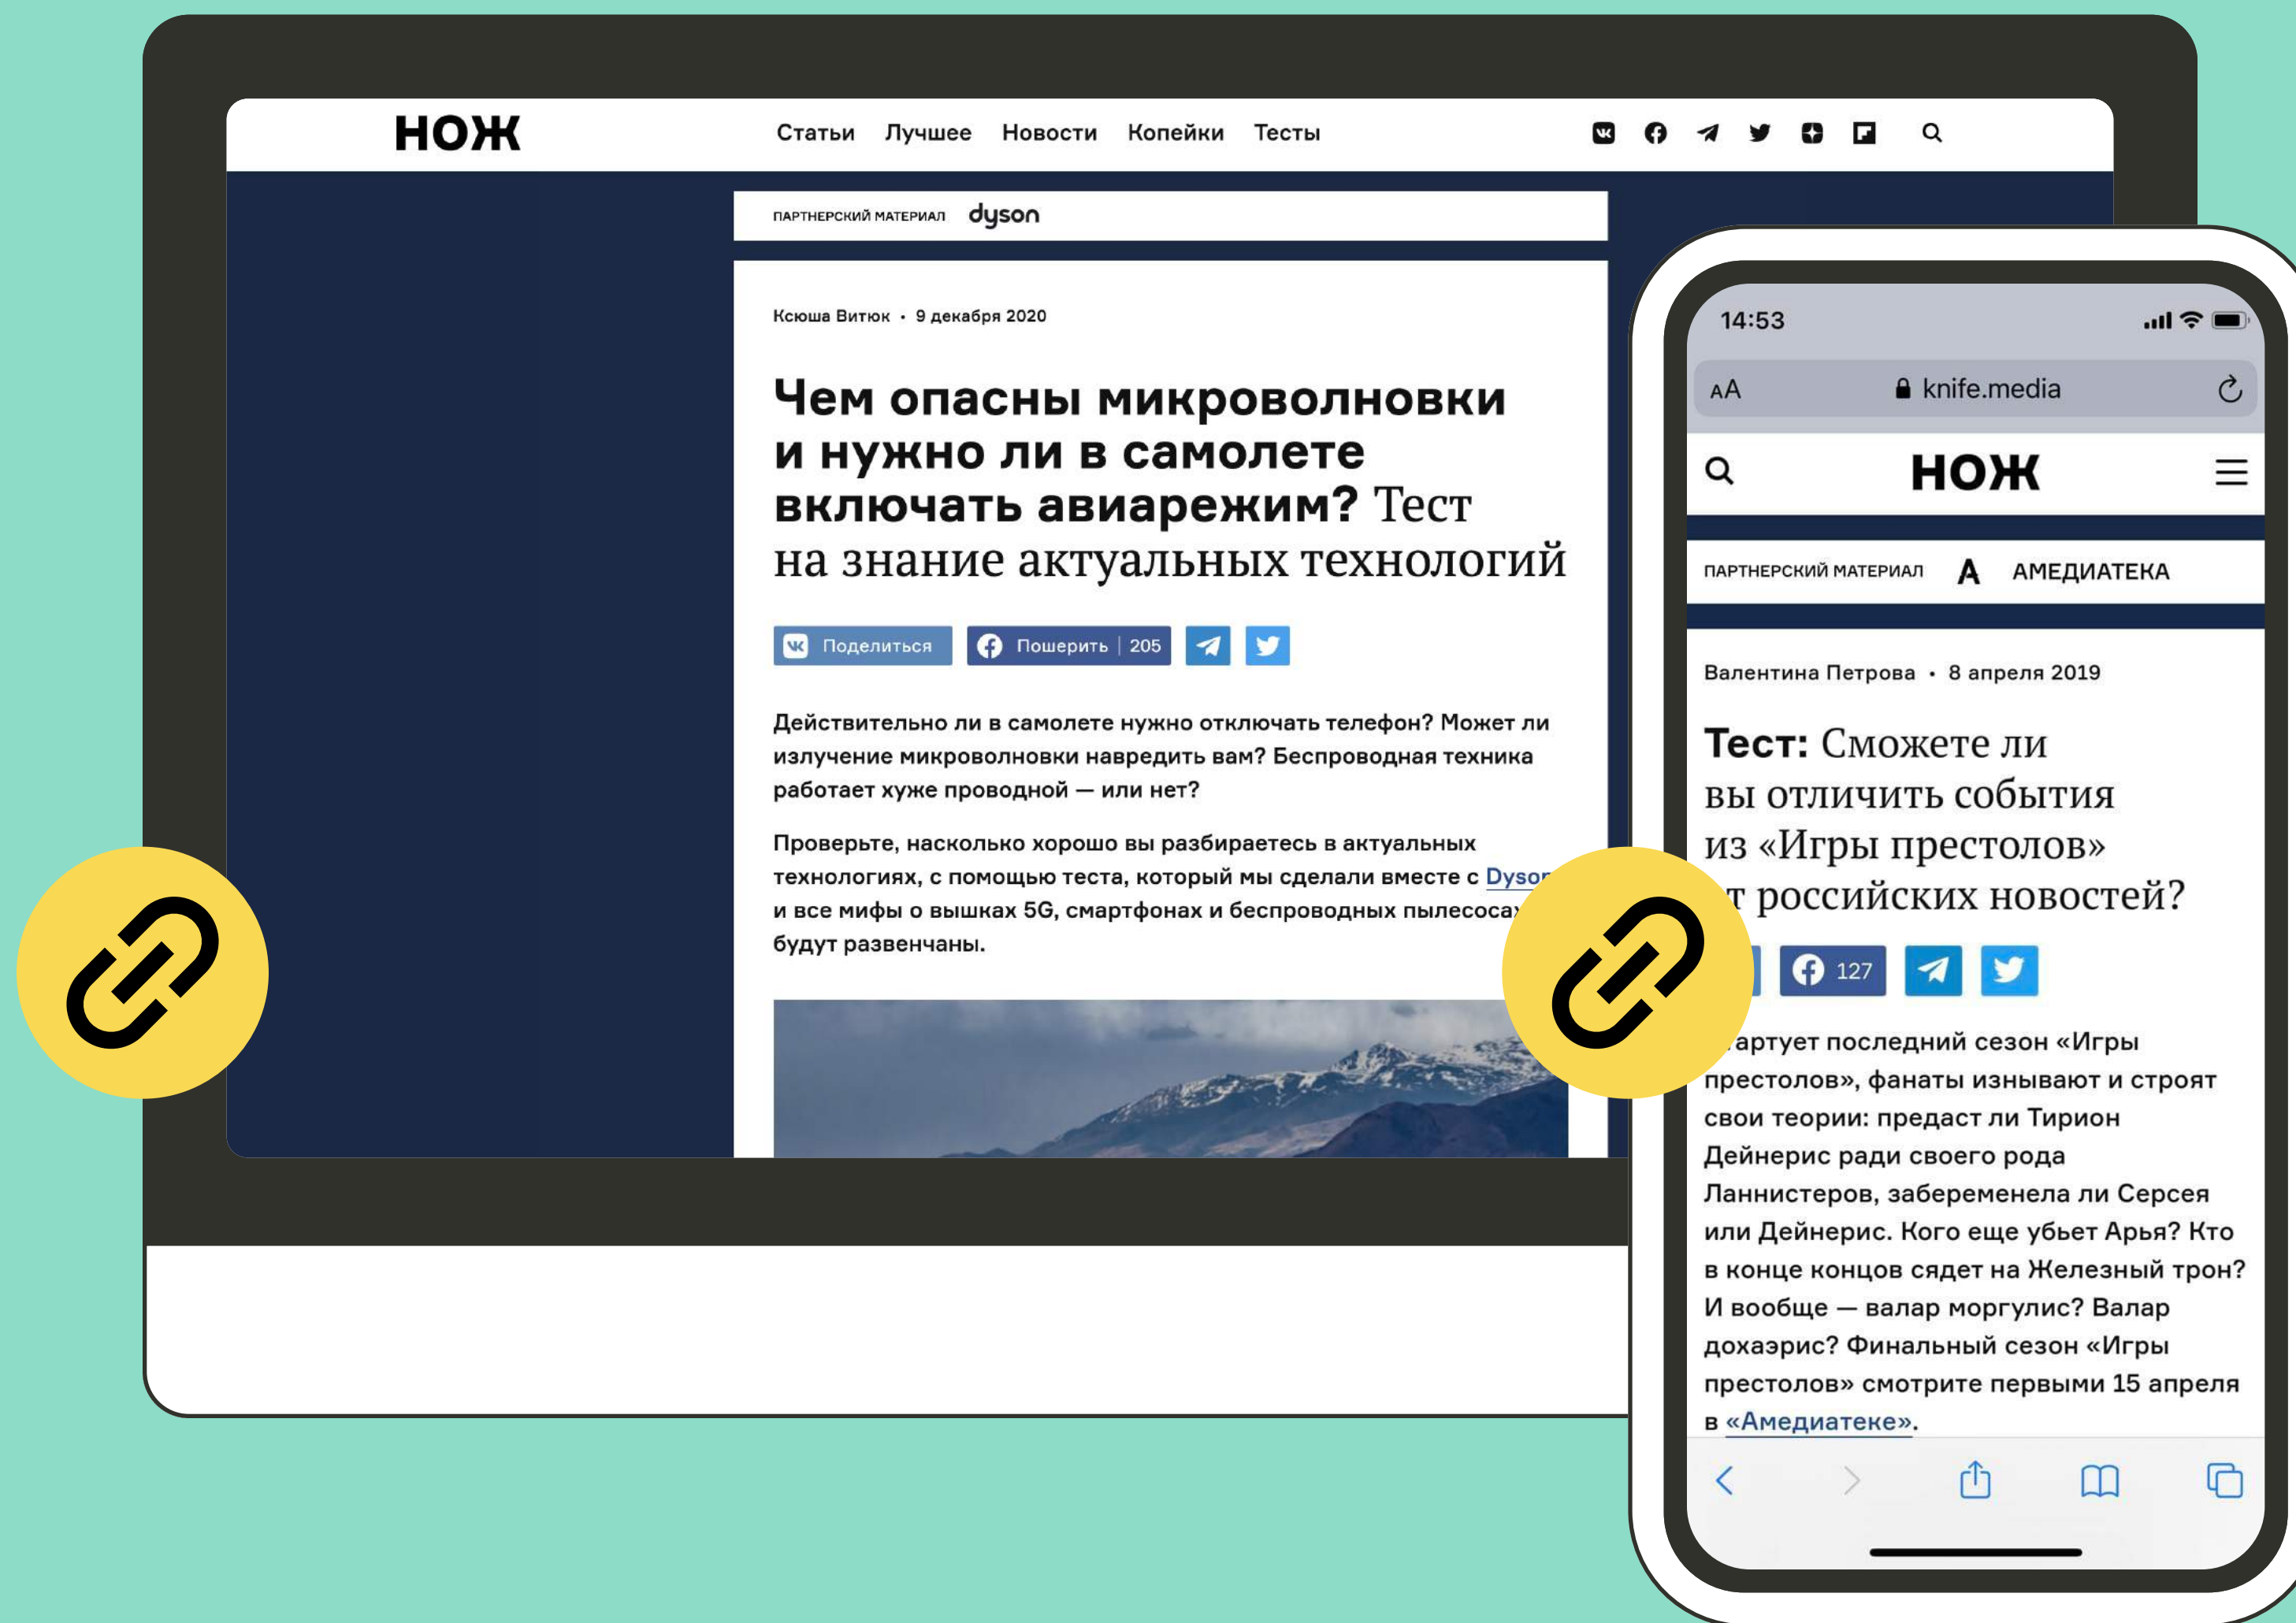 НОЖ
Статьи Лучшее Новости Копейки Тесты
ПАРТНЕРСКИЙ МАТЕРИАЛ dyson
Ксюша Витюк • 9 декабря 2020
Чем опасны микроволновки
и нужно ли в самолете
включать авиарежим? Тест
на знание актуальных технологий
Поделиться Пошерить | 205
Действительно ли в самолете нужно отключать телефон? Может ли
излучение микроволновки навредить вам? Беспроводная техника
работает хуже проводной — или нет?
Проверьте, насколько хорошо вы разбираетесь в актуальных
технологиях, с помощью теста, который мы сделали вместе с
и все мифы о вышках 5G, смартфонах и беспроводных
будут развенчаны.
14:53
AA knife.media
НОЖ
ПАРТНЕРСКИЙ МАТЕРИАЛ A АМЕДИАТЕКА
Валентина Петрова • 8 апреля 2019
Тест: Сможете ли
вы отличить события
из «Игры престолов»
российских новостей?
127
последний сезон «Игры
престолов», фанаты изнывают и строят
свои теории: предаст ли Тирион
Дейнерис ради своего рода
Ланнистеров, забеременела ли Серсея
или Дейнерис. Кого еще убьет Арья? Кто
в конце концов сядет на Железный трон?
И вообще — валар моргулис? Валар
дохаэрис? Финальный сезон «Игры
престолов» смотрите первыми 15 апреля
в «Амедиатеке».